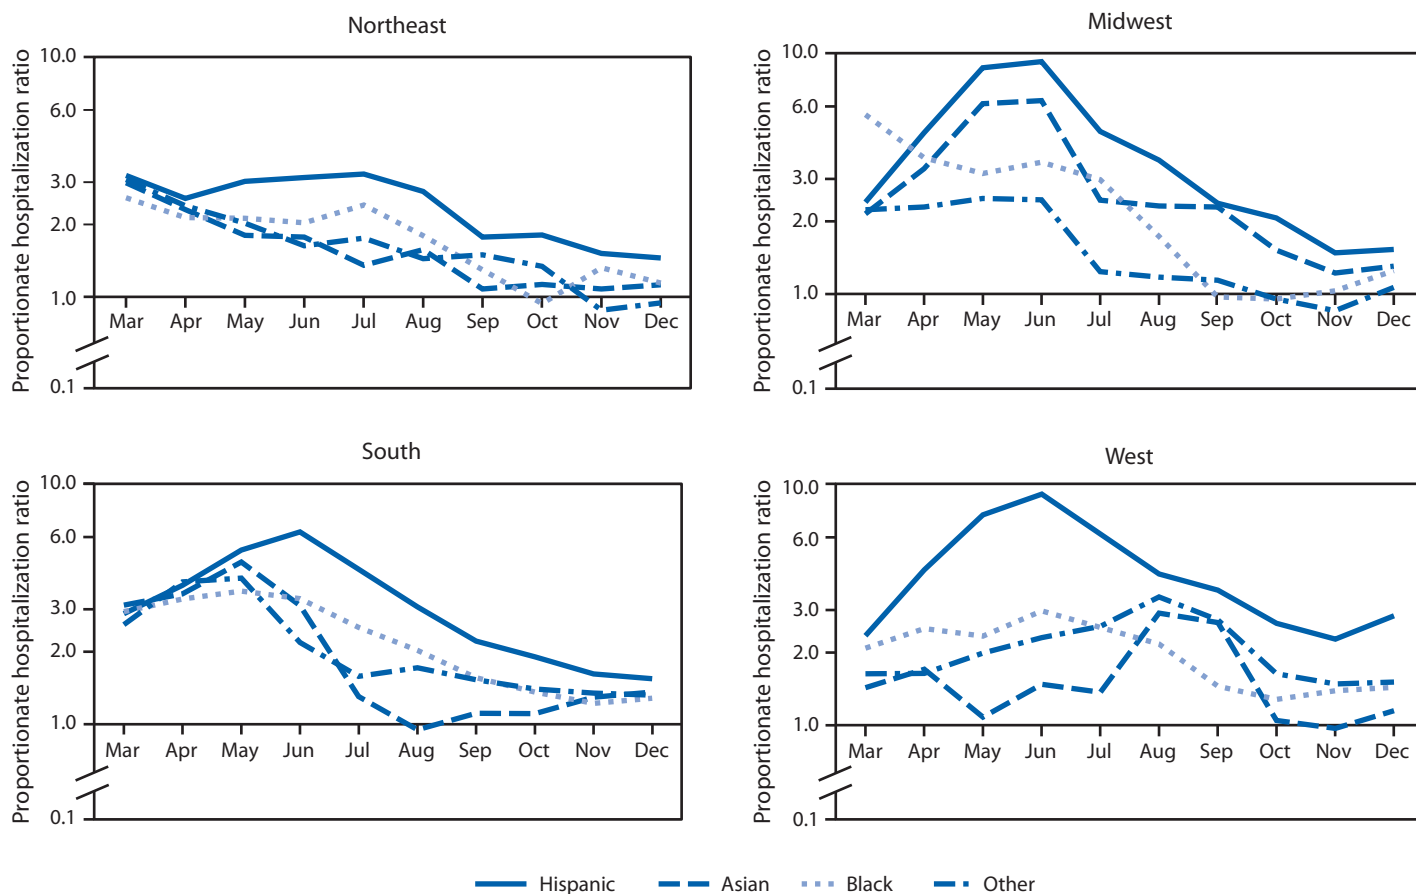 Northeast
Proportionate hospitalization ratio
10.0
6.0
3.0
2.0
1.0
0.1
Mar Apr May Jun Jul Aug Sep Oct Nov Dec
Midwest
Proportionate hospitalization ratio
10.0
6.0
3.0
2.0
1.0
0.1
Mar Apr May Jun Jul Aug Sep Oct Nov Dec
South
Proportionate hospitalization ratio
10.0
6.0
3.0
2.0
1.0
0.1
Mar Apr May Jun Jul Aug Sep Oct Nov Dec
West
Proportionate hospitalization ratio
10.0
6.0
3.0
2.0
1.0
0.1
Mar Apr May Jun Jul Aug Sep Oct Nov Dec
Hispanic Asian Black Other